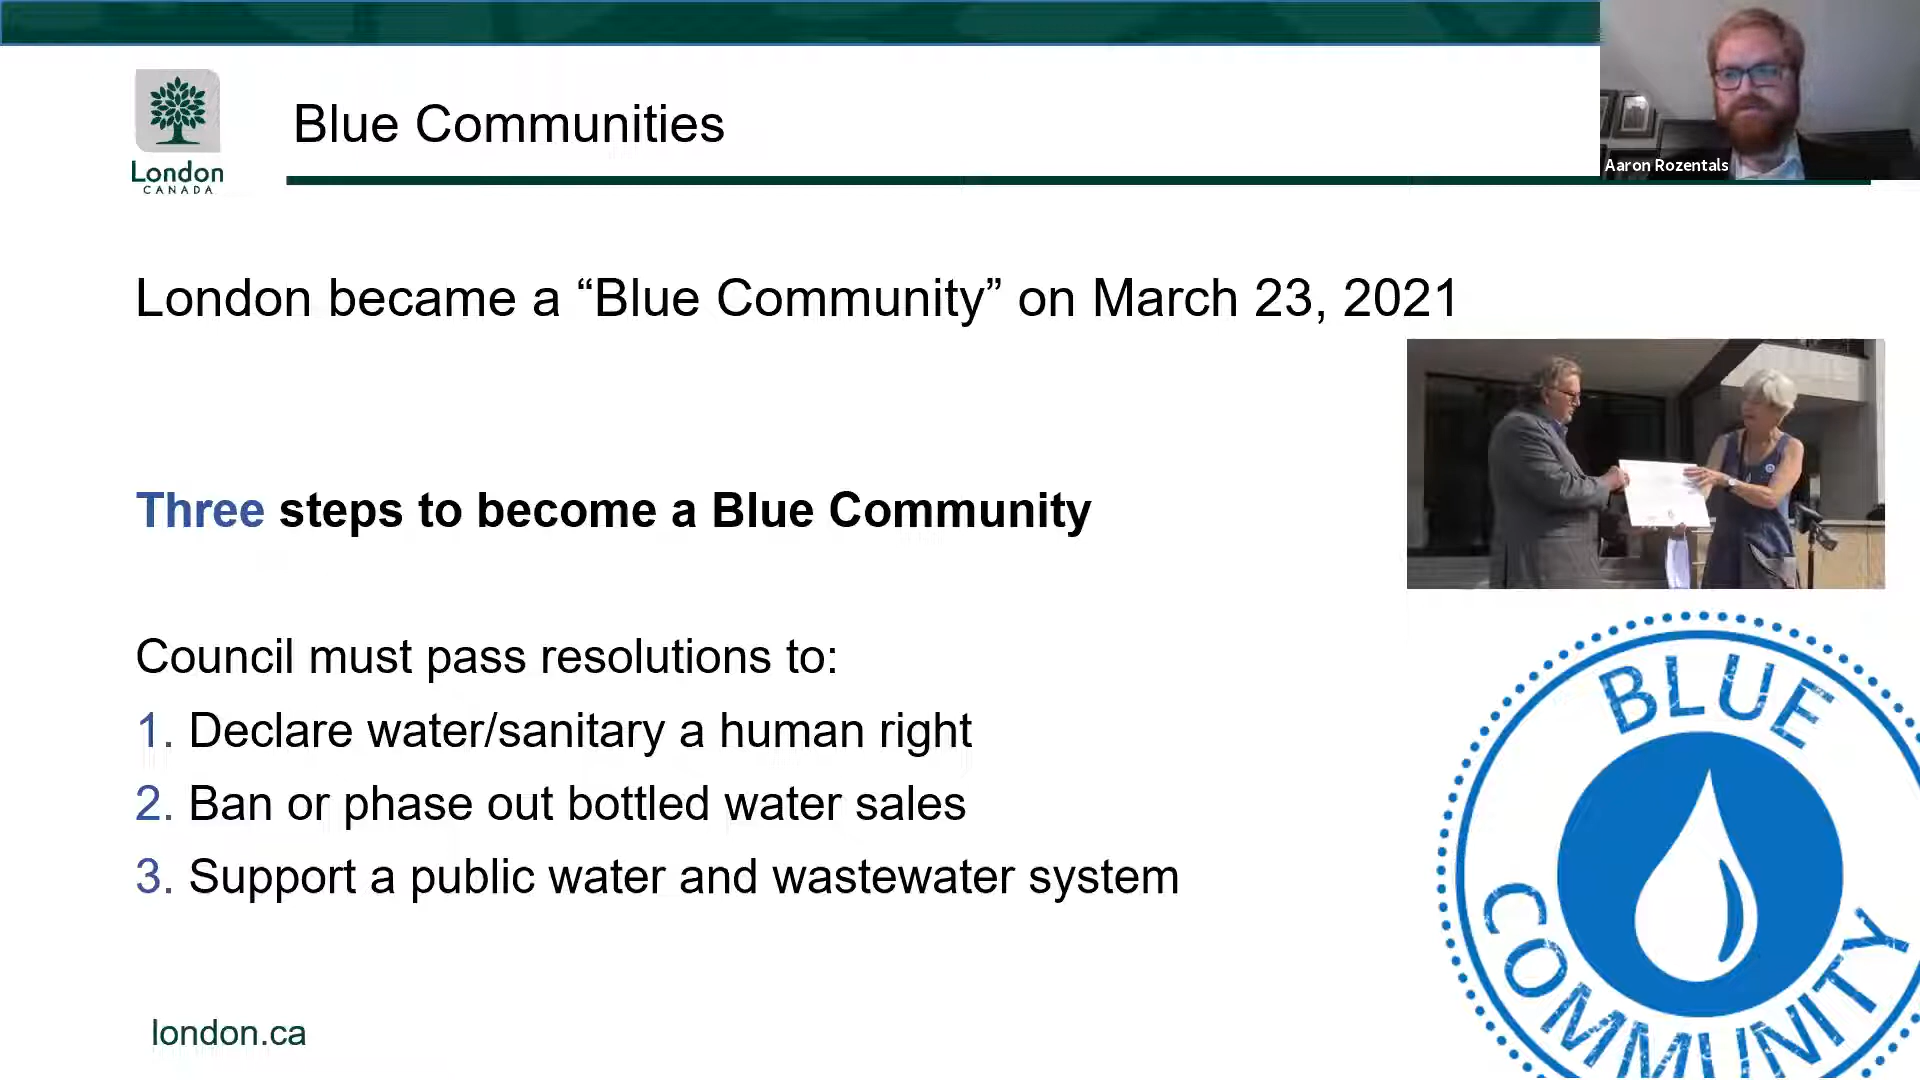 London
CANADA
Blue Communities
Aaron Rozentals
London became a “Blue Community” on March 23, 2021
Three steps to become a Blue Community
Council must pass resolutions to:
1. Declare water/sanitary a human right
2. Ban or phase out bottled water sales
3. Support a public water and wastewater system
BLUE
COMMUNITY
london.ca